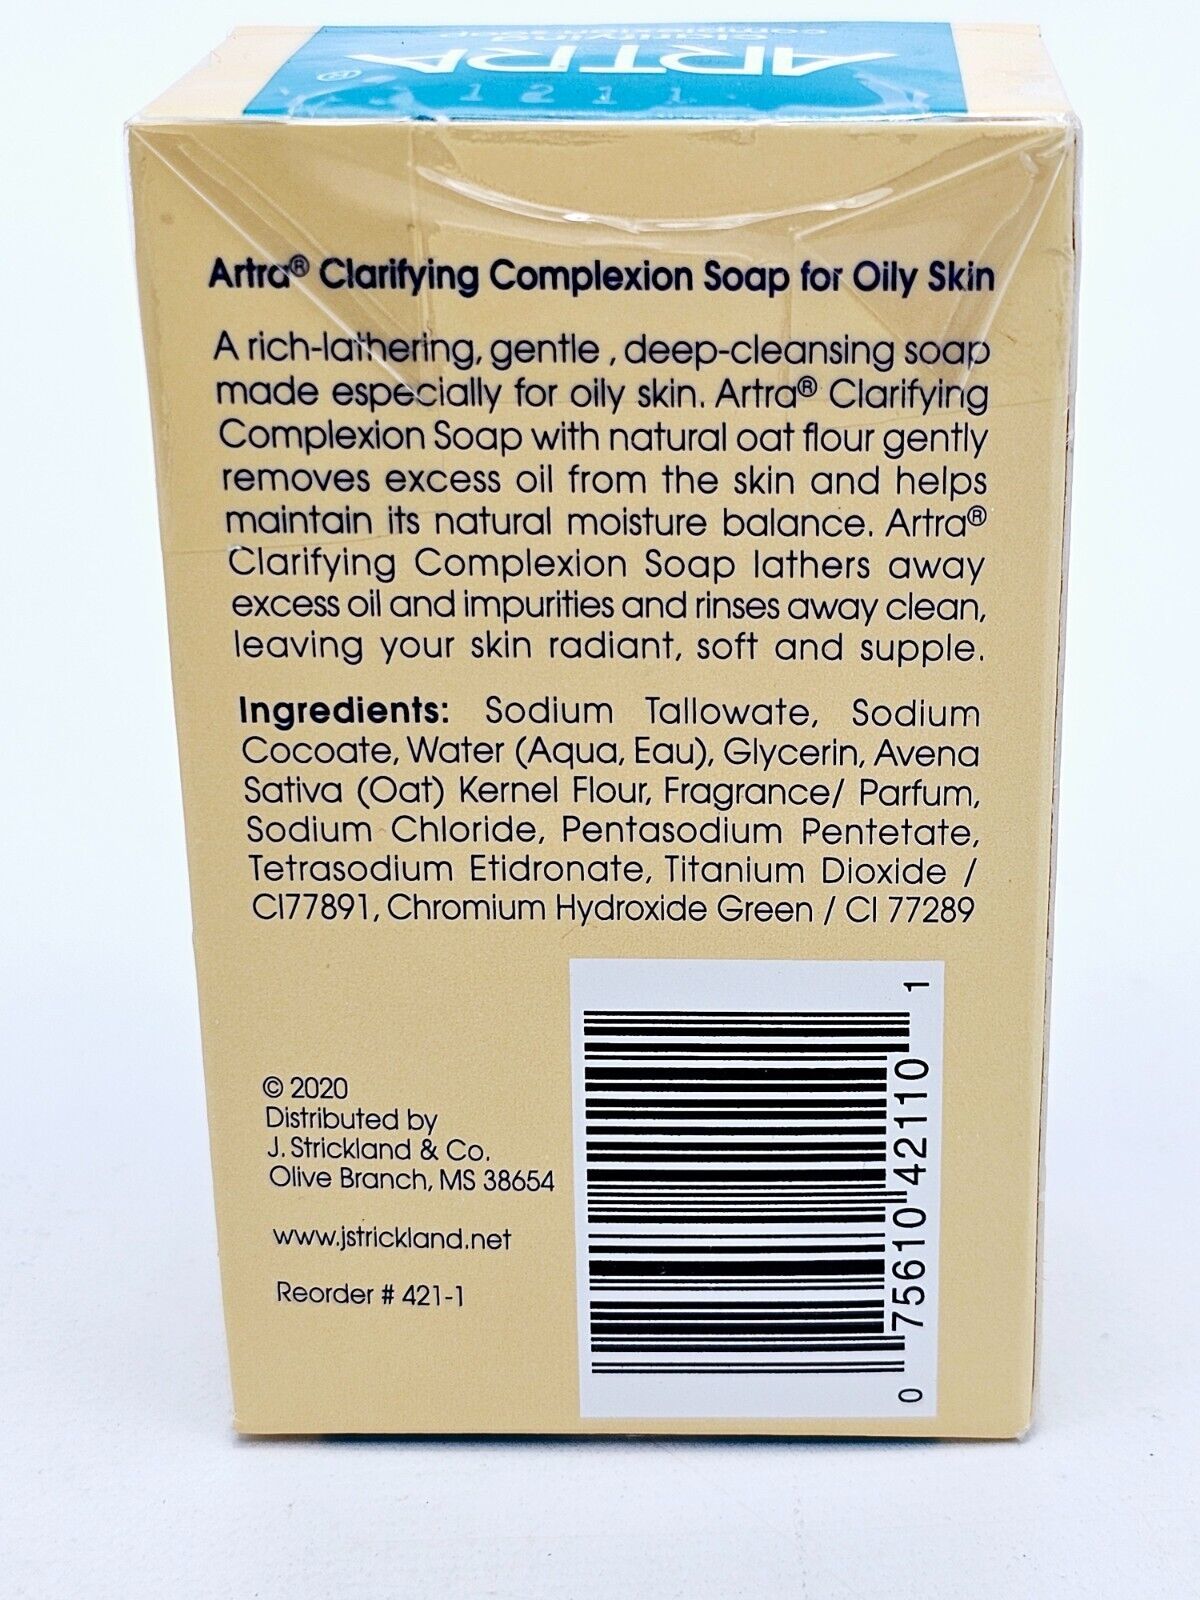 ARTRA®
clarifying
complexion soap
1211
Artra® Clarifying Complexion Soap for Oily Skin
A rich-lathering, gentle , deep-cleansing soap
made especially for oily skin. Artra® Clarifying
Complexion Soap with natural oat flour gently
removes excess oil from the skin and helps
maintain its natural moisture balance. Artra®
Clarifying Complexion Soap lathers away
excess oil and impurities and rinses away clean,
leaving your skin radiant, soft and supple.
Ingredients: Sodium Tallowate, Sodium
Cocoate, Water (Aqua, Eau), Glycerin, Avena
Sativa (Oat) Kernel Flour, Fragrance/ Parfum,
Sodium Chloride, Pentasodium Pentetate,
Tetrasodium Etidronate, Titanium Dioxide /
CI77891, Chromium Hydroxide Green / CI 77289
© 2020
Distributed by
J. Strickland & Co.
Olive Branch, MS 38654
www.jstrickland.net
Reorder # 421-1
0 75610 42110 1